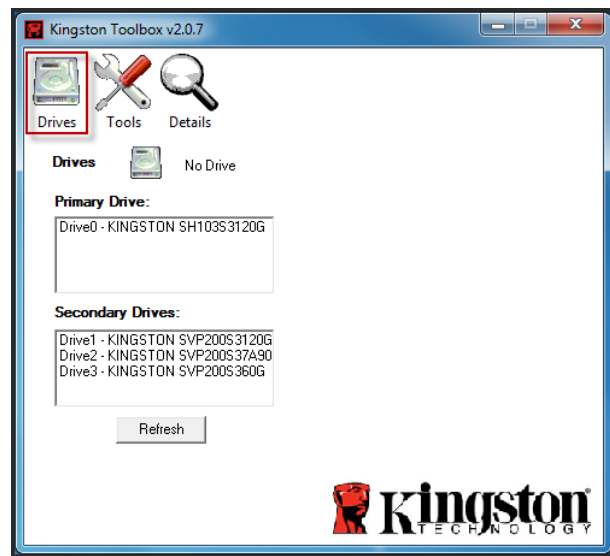 Kingston Toolbox v2.0.7
Drives Tools Details
Drives No Drive
Primary Drive:
Drive0 - KINGSTON SH103S3120G
Secondary Drives:
Drive1 - KINGSTON SVP200S3120G
Drive2 - KINGSTON SVP200S37A90
Drive3 - KINGSTON SVP200S360G
Refresh
Kingston
TECHNOLOGY